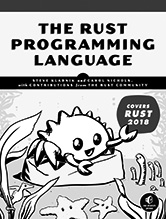 THE RUST
PROGRAMMING
LANGUAGE
STEVE KLABNIK AND CAROL NICHOLS,
with CONTRIBUTIONS from THE RUST COMMUNITY
COVERS
RUST
2018